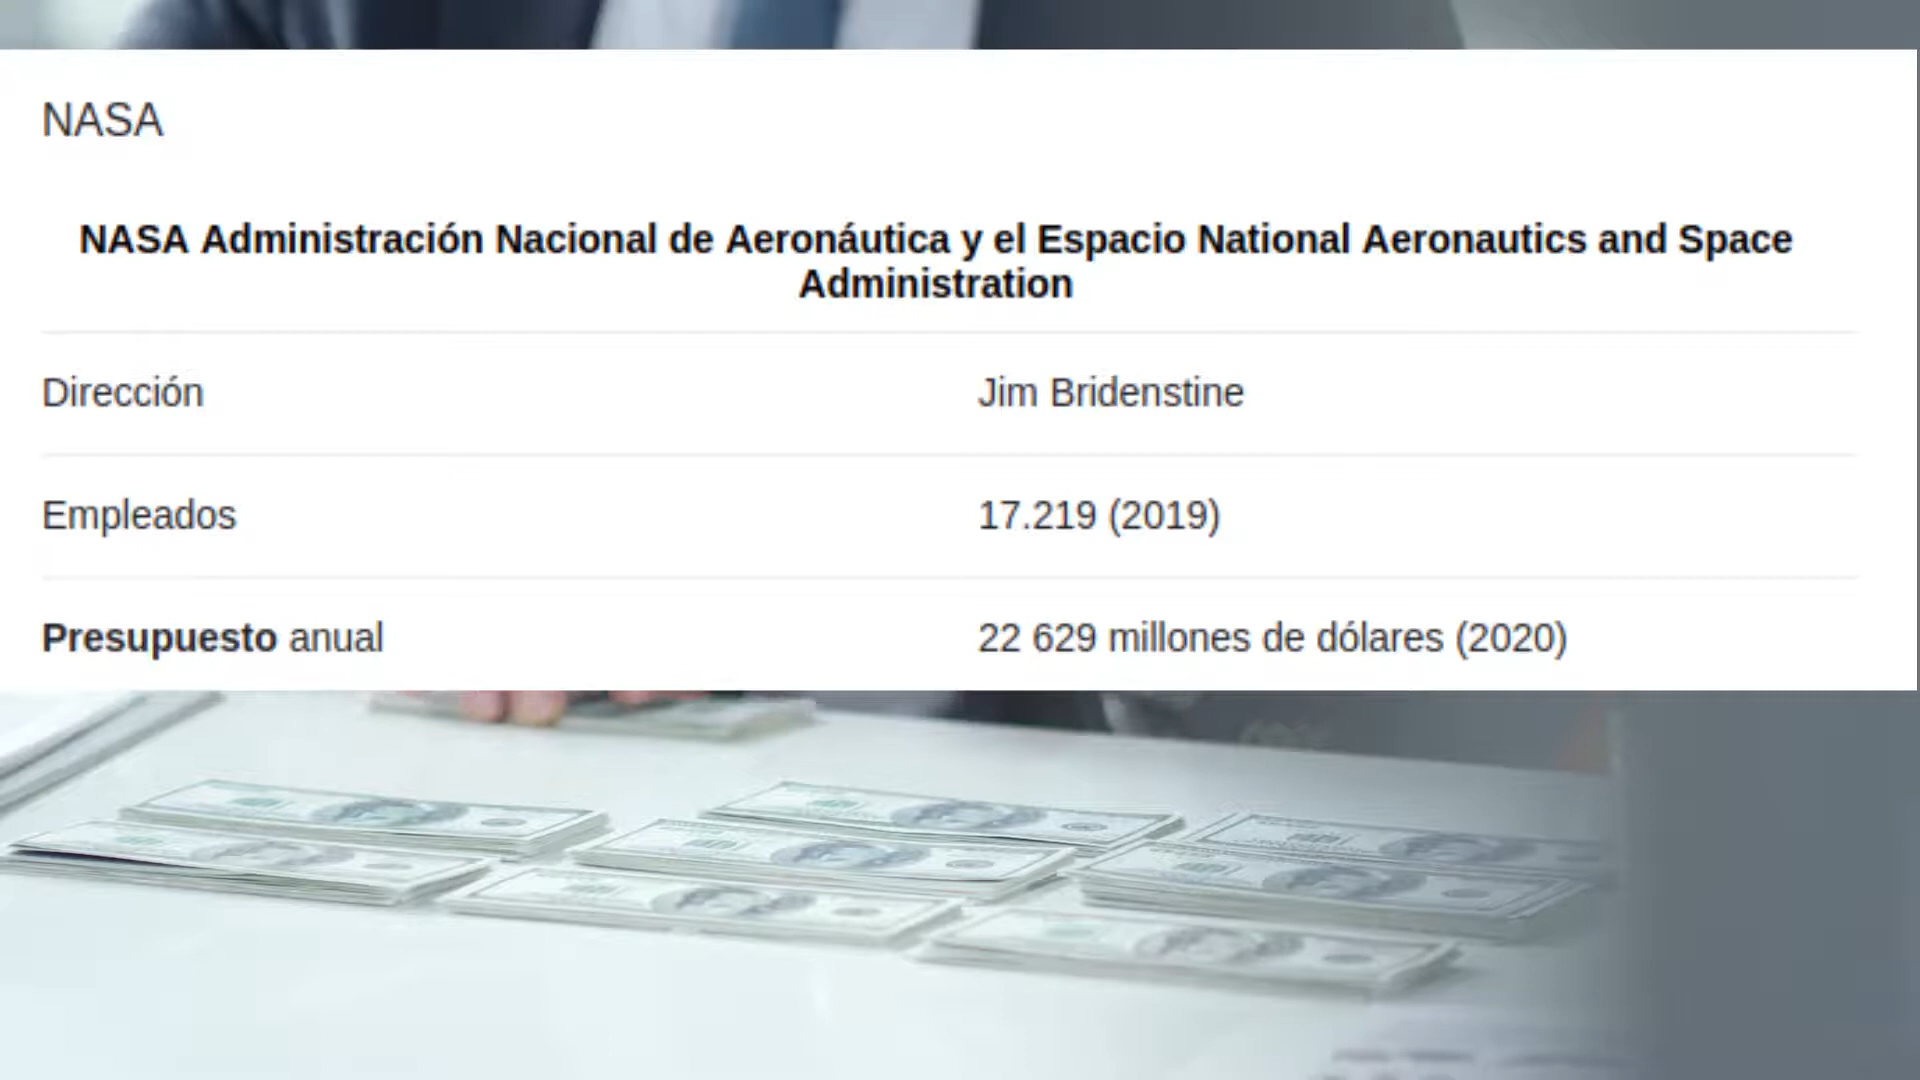 NASA
NASA Administración Nacional de Aeronáutica y el Espacio National Aeronautics and Space
Administration
Dirección
Jim Bridenstine
Empleados
17.219 (2019)
Presupuesto anual
22 629 millones de dólares (2020)